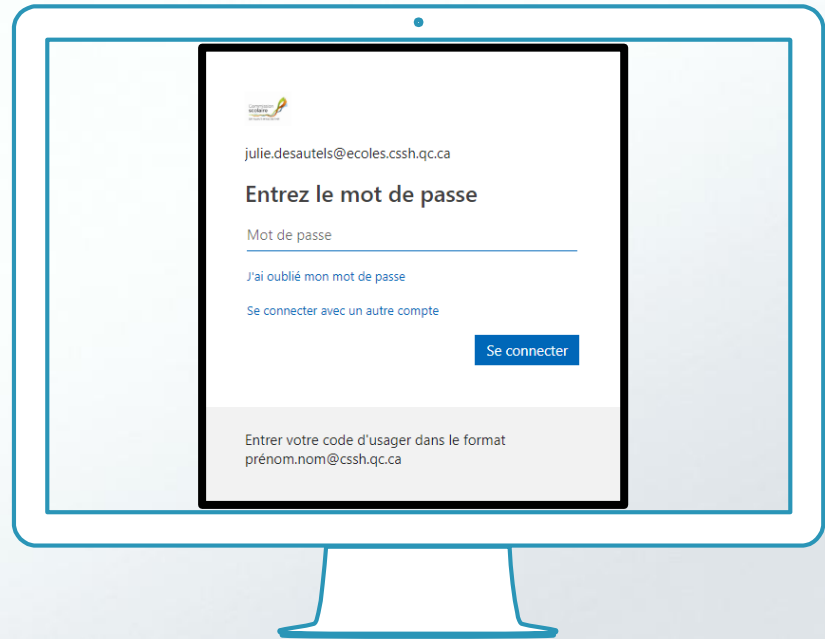 Commission
scolaire
julie.desautels@ecoles.cssh.qc.ca
Entrez le mot de passe
Mot de passe
J'ai oublié mon mot de passe
Se connecter avec un autre compte
Se connecter
Entrer votre code d'usager dans le format
prénom.nom@cssh.qc.ca